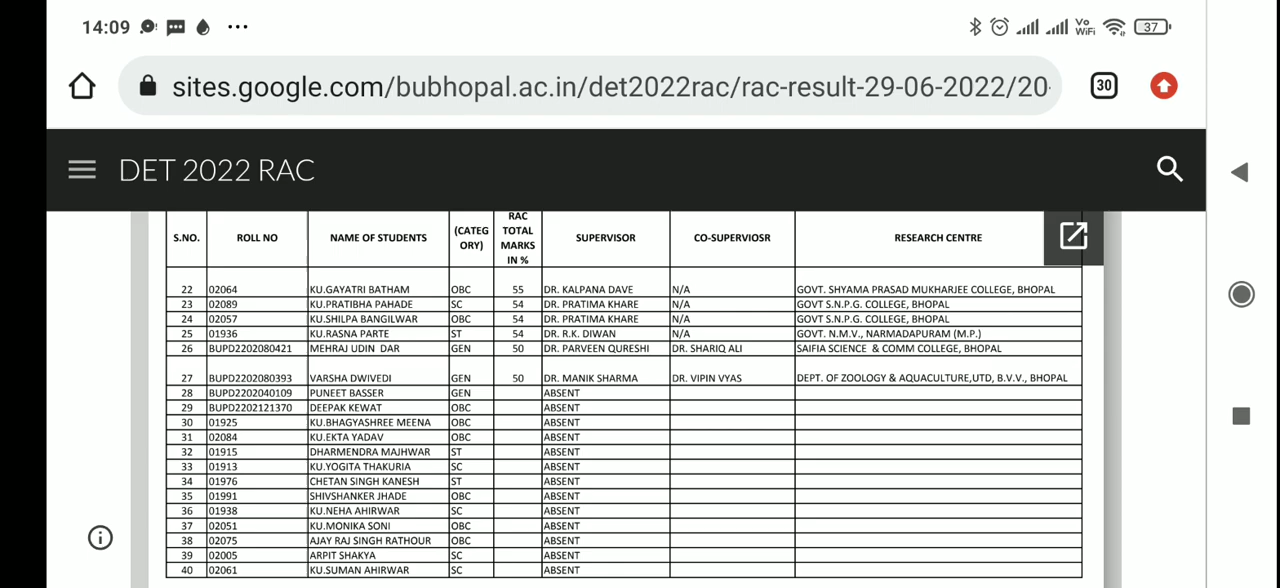 14:09 ... Vo WiFi 37
sites.google.com/bubhopal.ac.in/det2022rac/rac-result-29-06-2022/20 30
DET 2022 RAC
S.NO. ROLL NO NAME OF STUDENTS (CATEG ORY) RAC TOTAL MARKS IN % SUPERVISOR CO-SUPERVIOSR RESEARCH CENTRE
22 02064 KU.GAYATRI BATHAM OBC 55 DR. KALPANA DAVE N/A GOVT. SHYAMA PRASAD MUKHARJEE COLLEGE, BHOPAL
23 02089 KU.PRATIBHA PAHADE SC 54 DR. PRATIMA KHARE N/A GOVT S.N.P.G. COLLEGE, BHOPAL
24 02057 KU.SHILPA BANGILWAR OBC 54 DR. PRATIMA KHARE N/A GOVT S.N.P.G. COLLEGE, BHOPAL
25 01936 KU.RASNA PARTE ST 54 DR. R.K. DIWAN N/A GOVT. N.M.V., NARMADAPURAM (M.P.)
26 BUPD2202080421 MEHRAJ UDIN DAR GEN 50 DR. PARVEEN QURESHI DR. SHARIQ ALI SAIFIA SCIENCE & COMM COLLEGE, BHOPAL
27 BUPD2202080393 VARSHA DWIVEDI GEN 50 DR. MANIK SHARMA DR. VIPIN VYAS DEPT. OF ZOOLOGY & AQUACULTURE,UTD, B.V.V., BHOPAL
28 BUPD2202040109 PUNEET BASSER GEN ABSENT
29 BUPD2202121370 DEEPAK KEWAT OBC ABSENT
30 01925 KU.BHAGYASHREE MEENA OBC ABSENT
31 02084 KU.EKTA YADAV OBC ABSENT
32 01915 DHARMENDRA MAJHWAR ST ABSENT
33 01913 KU.YOGITA THAKURIA SC ABSENT
34 01976 CHETAN SINGH KANESH ST ABSENT
35 01991 SHIVSHANKER JHADE OBC ABSENT
36 01938 KU.NEHA AHIRWAR SC ABSENT
37 02051 KU.MONIKA SONI OBC ABSENT
38 02075 AJAY RAJ SINGH RATHOUR OBC ABSENT
39 02005 ARPIT SHAKYA SC ABSENT
40 02061 KU.SUMAN AHIRWAR SC ABSENT